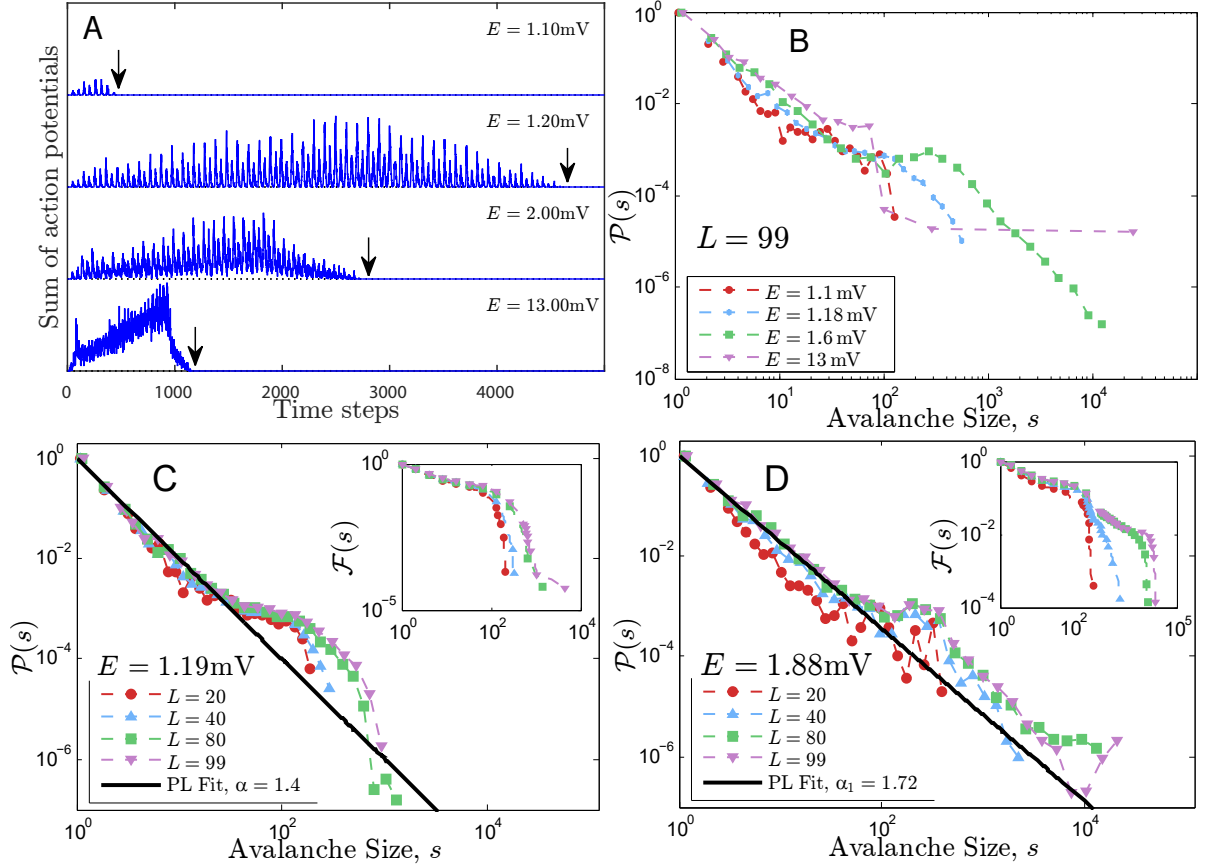 A
E = 1.10mV
E = 1.20mV
E = 2.00mV
E = 13.00mV
Sum of action potentials
0 1000 2000 3000 4000
Time steps
B
10^0
10^-2
10^-4
10^-6
10^-8
P(s)
L = 99
E = 1.1 mV
E = 1.18 mV
E = 1.6 mV
E = 13 mV
10^0 10^1 10^2 10^3 10^4
Avalanche Size, s
C
10^0
10^-2
10^-4
10^-6
P(s)
10^0
10^-5
F(s)
10^0 10^2 10^4
E = 1.19mV
L = 20
L = 40
L = 80
L = 99
PL Fit, α = 1.4
10^0 10^2 10^4
Avalanche Size, s
D
10^0
10^-2
10^-4
10^-6
P(s)
10^0
10^-2
10^-4
F(s)
10^0 10^2 10^5
E = 1.88mV
L = 20
L = 40
L = 80
L = 99
PL Fit, α₁ = 1.72
10^0 10^2 10^4
Avalanche Size, s